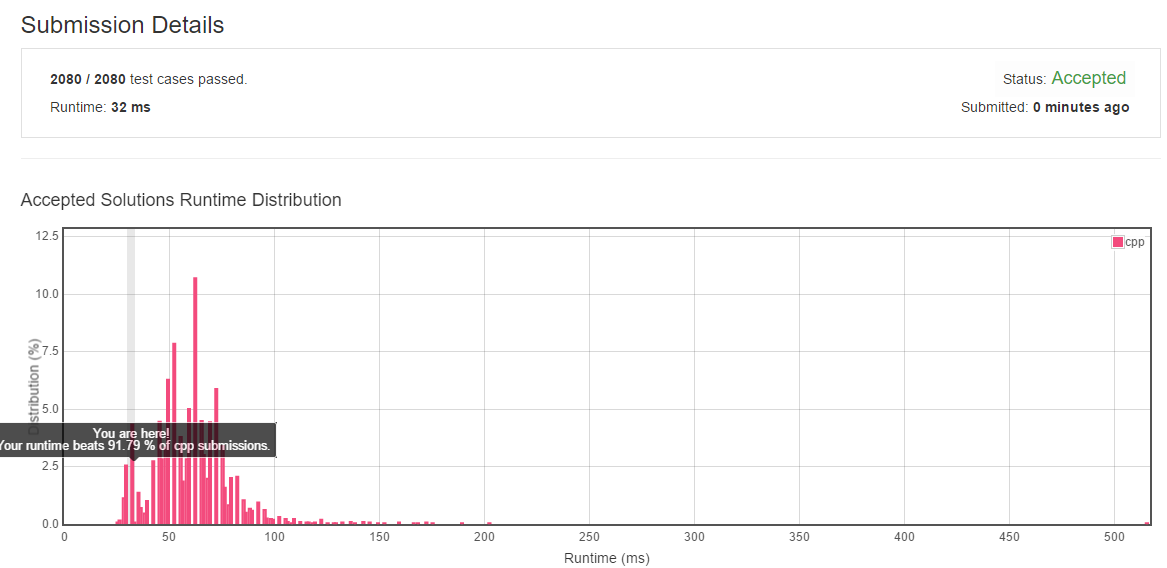 Submission Details
2080 / 2080 test cases passed.
Status: Accepted
Runtime: 32 ms
Submitted: 0 minutes ago
Accepted Solutions Runtime Distribution
cpp
12.5
10.0
7.5
5.0
2.5
0.0
Distribution (%)
You are here!
Your runtime beats 91.79 % of cpp submissions.
0 50 100 150 200 250 300 350 400 450 500
Runtime (ms)